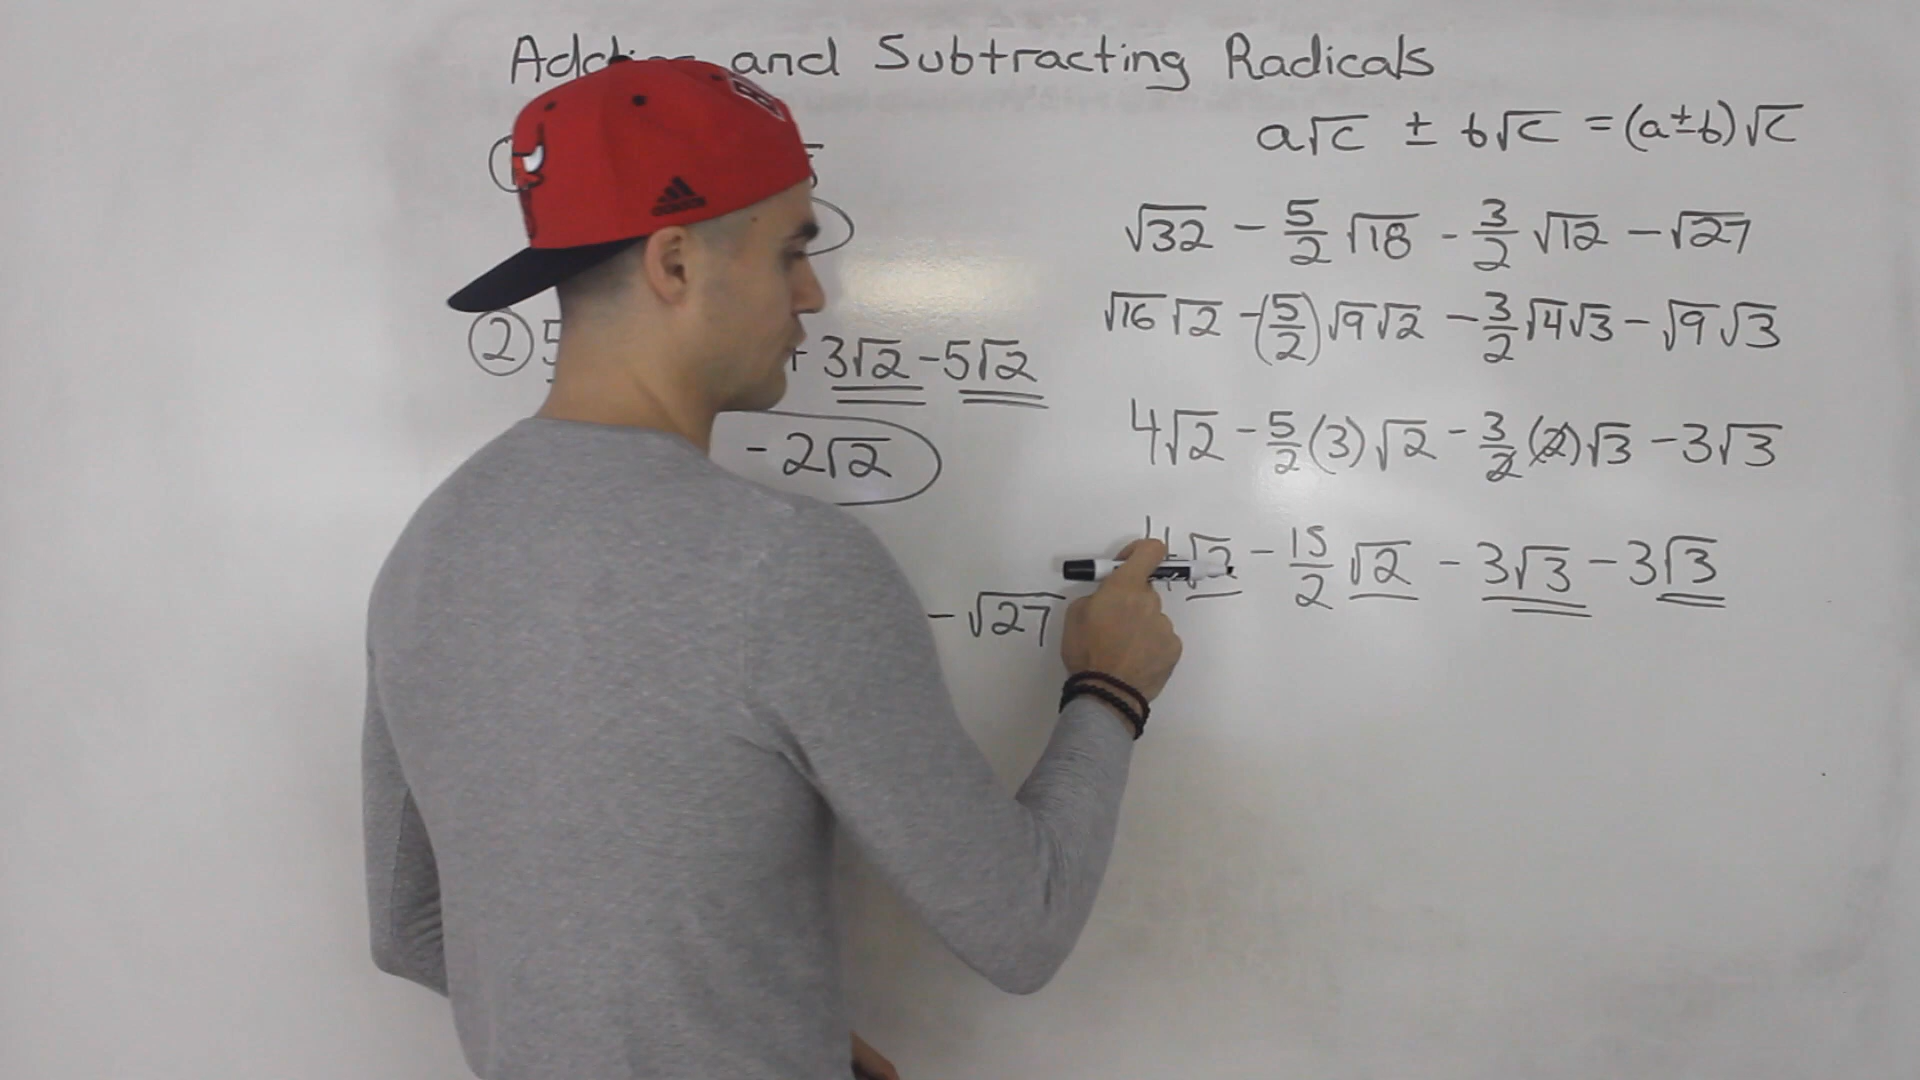 and Subtracting Radicals
a√c ± b√c = (a±b)√c
√32 - 5/2 √18 - 3/2 √12 - √27
√16 √2 - (5/2) √9 √2 - 3/2 √4 √3 - √9 √3
② 5 + 3√2 - 5√2
4√2 - 5/2 (3) √2 - 3/2 (2) √3 - 3√3
- 2√2
4√2 - 15/2 √2 - 3√3 - 3√3
- √27
adidas